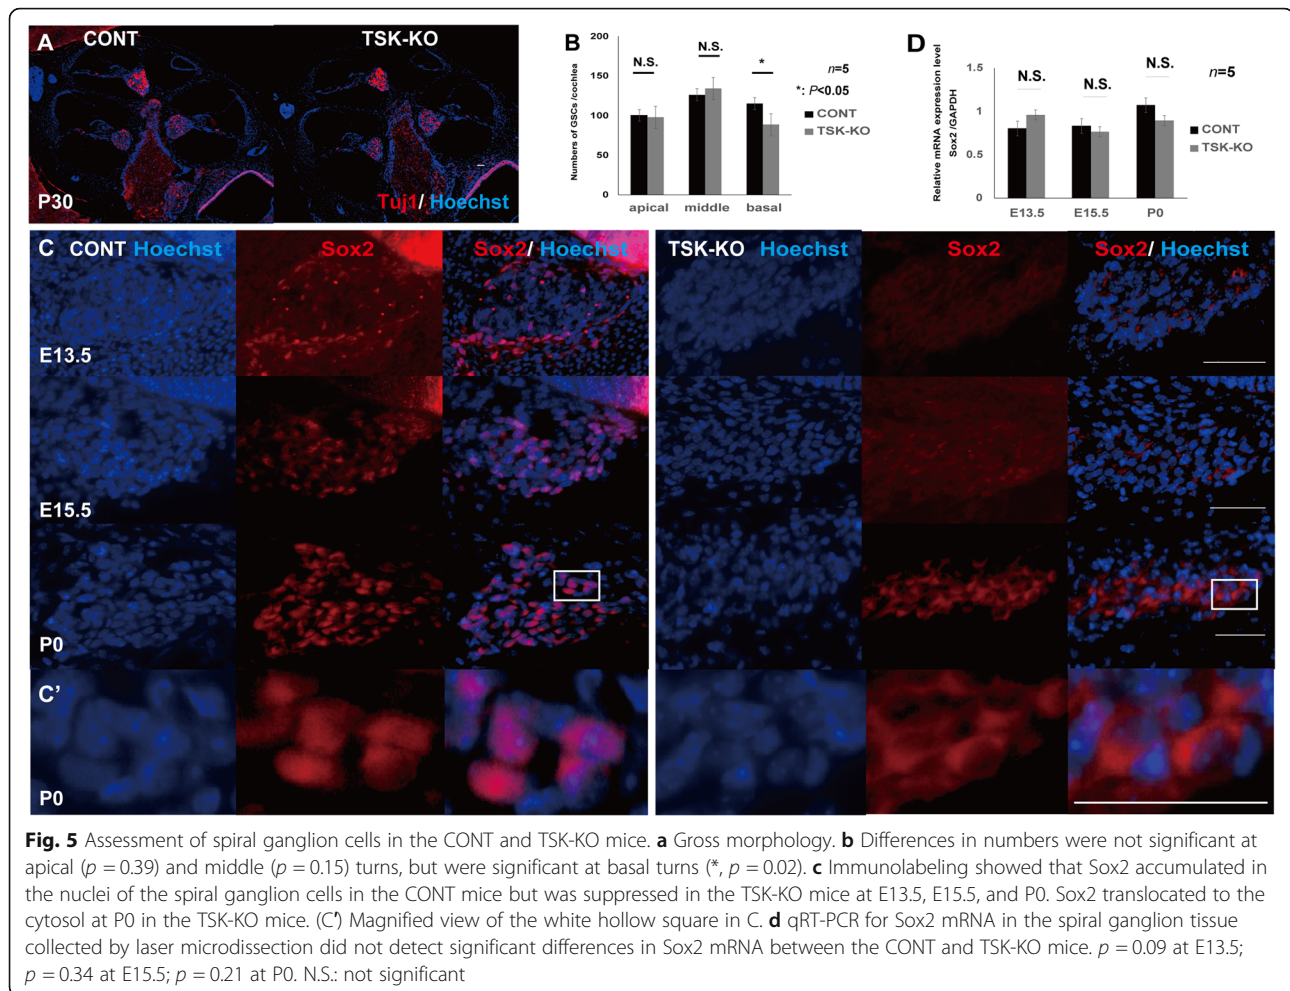 A CONT TSK-KO
P30 Tuj1/ Hoechst
B
Numbers of GSCs /cochlea
200
150
100
50
0
N.S. N.S. *
n=5
*: P<0.05
CONT
TSK-KO
apical middle basal
D
Relative mRNA expression level
Sox2 /GAPDH
1.5
1
0.5
0
N.S. N.S. N.S.
n=5
CONT
TSK-KO
E13.5 E15.5 P0
C CONT Hoechst Sox2 Sox2/ Hoechst TSK-KO Hoechst Sox2 Sox2/ Hoechst
E13.5
E15.5
P0
C'
P0
Fig. 5 Assessment of spiral ganglion cells in the CONT and TSK-KO mice. a Gross morphology. b Differences in numbers were not significant at
apical (p = 0.39) and middle (p = 0.15) turns, but were significant at basal turns (*, p = 0.02). c Immunolabeling showed that Sox2 accumulated in
the nuclei of the spiral ganglion cells in the CONT mice but was suppressed in the TSK-KO mice at E13.5, E15.5, and P0. Sox2 translocated to the
cytosol at P0 in the TSK-KO mice. (C') Magnified view of the white hollow square in C. d qRT-PCR for Sox2 mRNA in the spiral ganglion tissue
collected by laser microdissection did not detect significant differences in Sox2 mRNA between the CONT and TSK-KO mice. p = 0.09 at E13.5;
p = 0.34 at E15.5; p = 0.21 at P0. N.S.: not significant